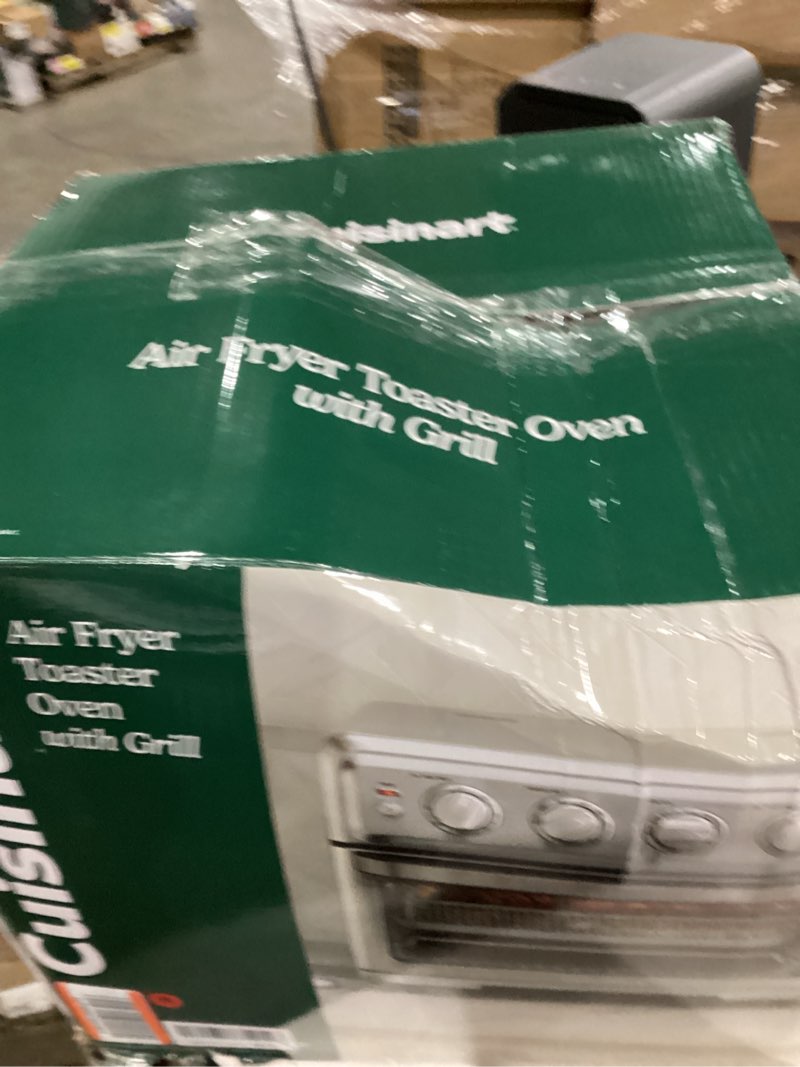 Air Fryer Toaster Oven
with Grill
Air Fryer
Toaster
Oven
with Grill